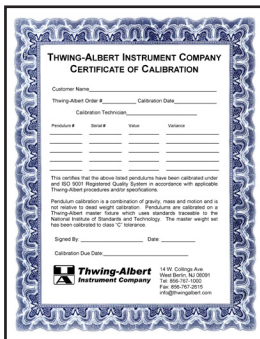 THWING-ALBERT INSTRUMENT COMPANY
CERTIFICATE OF CALIBRATION
Customer Name
Thwing-Albert Order # Calibration Date
Calibration Technician
Pendulum # Serial # Value Variance
This certifies that the above listed pendulums have been calibrated under
and ISO 9001 Registered Quality System in accordance with applicable
Thwing-Albert procedures and/or specifications.
Pendulum calibration is a combination of gravity, mass and motion and is
not relative to dead weight calibration. Pendulums are calibrated on a
Thwing-Albert master fixture which uses standards traceable to the
National Institute of Standards and Technology. The master weight set
has been calibrated to class "C" tolerance.
Signed By: Date:
Calibration Due Date:
Thwing-Albert
Instrument Company
14 W. Collings Ave
West Berlin, NJ 08091
Tel: 856-767-1000
Fax: 856-767-2615
info@thwingalbert.com